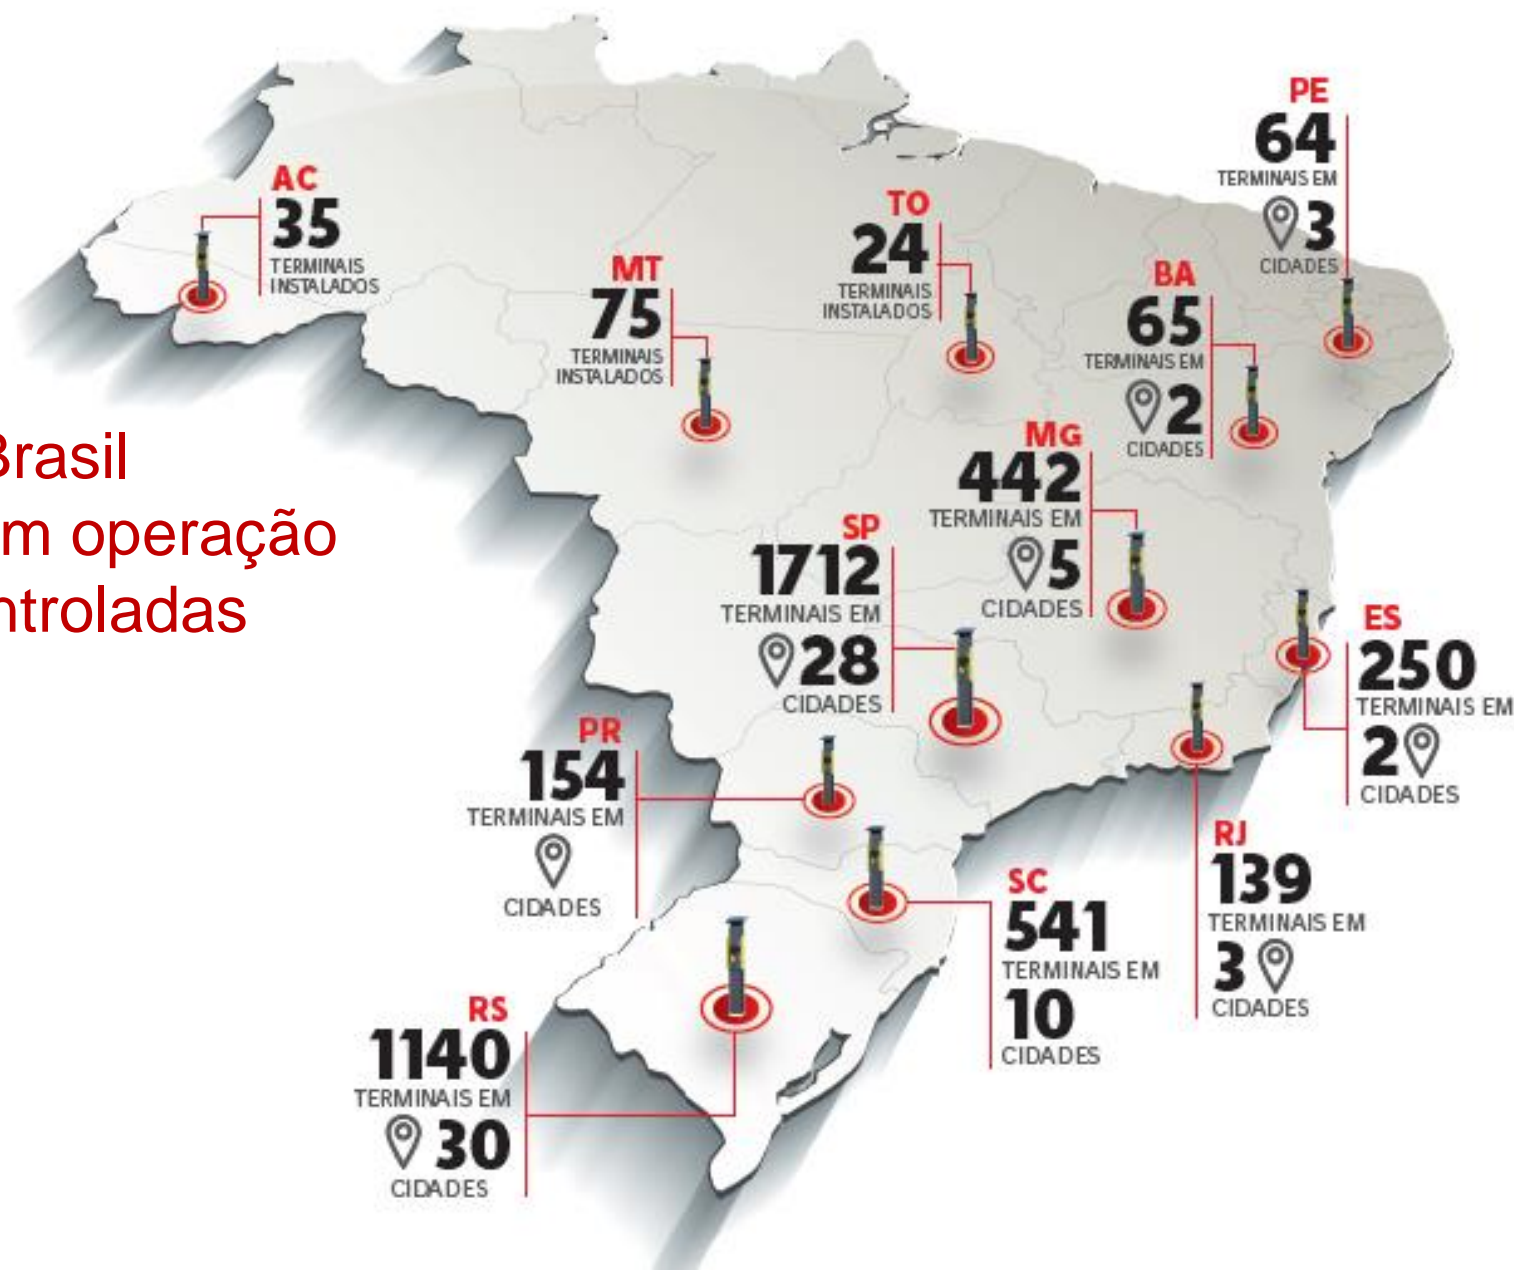 AC
35
TERMINAIS
INSTALADOS
MT
75
TERMINAIS
INSTALADOS
TO
24
TERMINAIS
INSTALADOS
PE
64
TERMINAIS EM
3
CIDADES
BA
65
TERMINAIS EM
2
CIDADES
MG
442
TERMINAIS EM
5
CIDADES
SP
1712
TERMINAIS EM
28
CIDADES
ES
250
TERMINAIS EM
2
CIDADES
RJ
139
TERMINAIS EM
3
CIDADES
PR
154
TERMINAIS EM
CIDADES
SC
541
TERMINAIS EM
10
CIDADES
RS
1140
TERMINAIS EM
30
CIDADES
Brasil
m operação
ntroladas